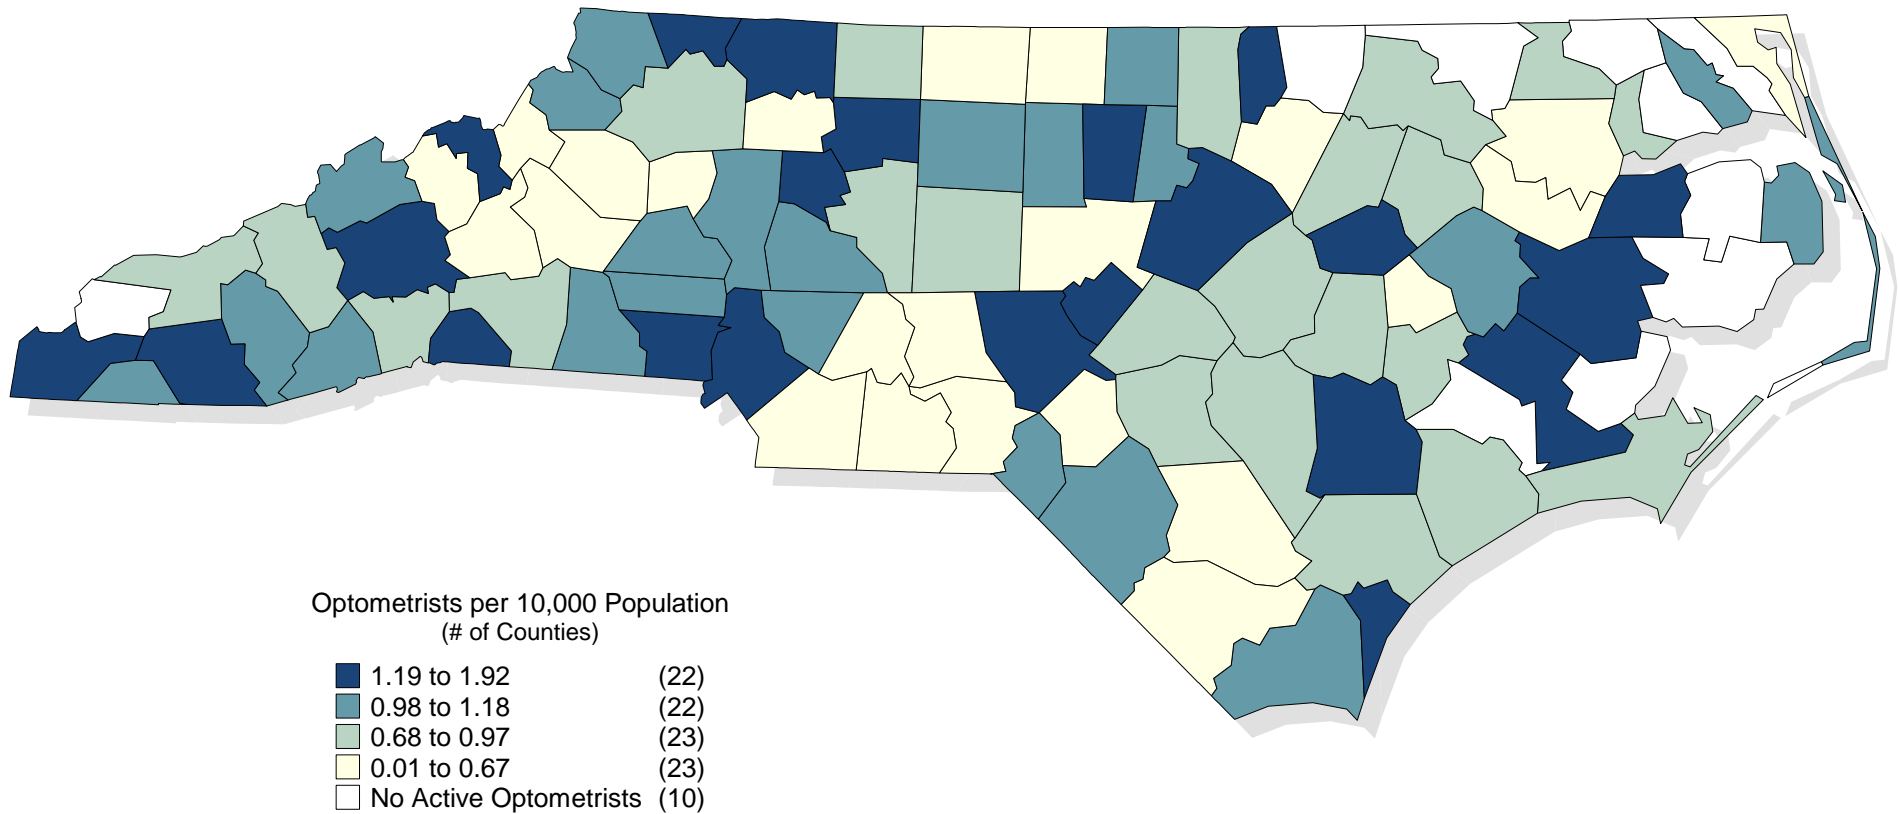 Optometrists per 10,000 Population
(# of Counties)
1.19 to 1.92 (22)
0.98 to 1.18 (22)
0.68 to 0.97 (23)
0.01 to 0.67 (23)
No Active Optometrists (10)